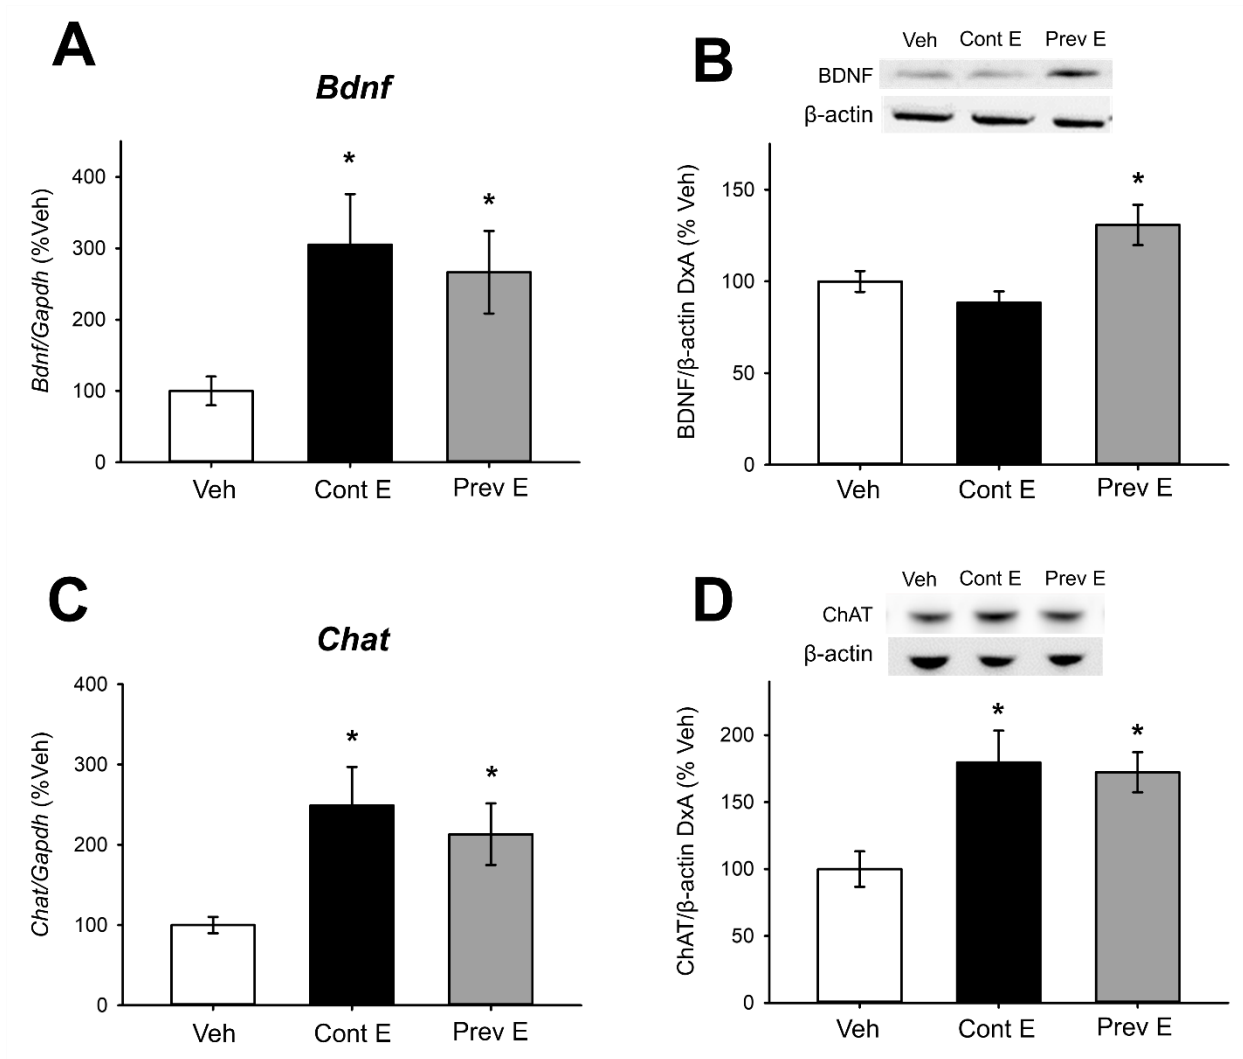 A
Bdnf
Bdnf/Gapdh (%Veh)
400
300
200
100
0
*
*
Veh
Cont E
Prev E
B
Veh
Cont E
Prev E
BDNF
β-actin
BDNF/β-actin DxA (% Veh)
150
100
50
0
*
Veh
Cont E
Prev E
C
Chat
Chat/Gapdh (%Veh)
400
300
200
100
0
*
*
Veh
Cont E
Prev E
D
Veh
Cont E
Prev E
ChAT
β-actin
ChAT/β-actin DxA (% Veh)
200
150
100
50
0
*
*
Veh
Cont E
Prev E